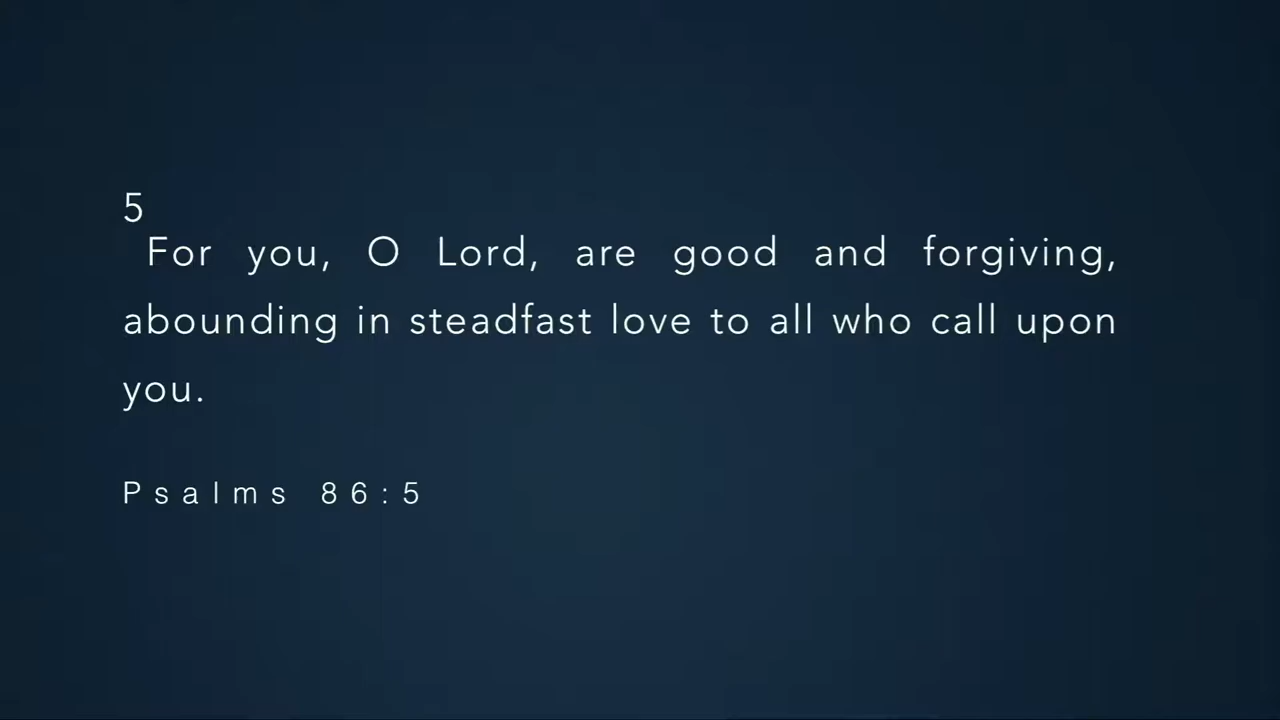 5
For you, O Lord, are good and forgiving,
abounding in steadfast love to all who call upon
you.
Psalms 86:5